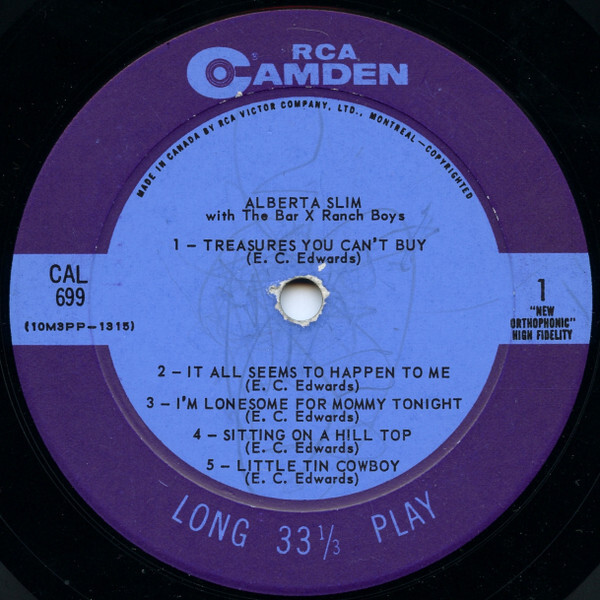 RCA
CAMDEN
MADE IN CANADA BY RCA VICTOR COMPANY, LTD., MONTREAL—COPYRIGHTED
ALBERTA SLIM
with The Bar X Ranch Boys
1 – TREASURES YOU CAN'T BUY
(E. C. Edwards)
CAL
699
(10M3PP—1315)
1
"NEW
ORTHOPHONIC"
HIGH FIDELITY
2 – IT ALL SEEMS TO HAPPEN TO ME
(E. C. Edwards)
3 – I'M LONESOME FOR MOMMY TONIGHT
(E. C. Edwards)
4 – SITTING ON A HILL TOP
(E. C. Edwards)
5 – LITTLE TIN COWBOY
(E. C. Edwards)
LONG 33 1/3 PLAY